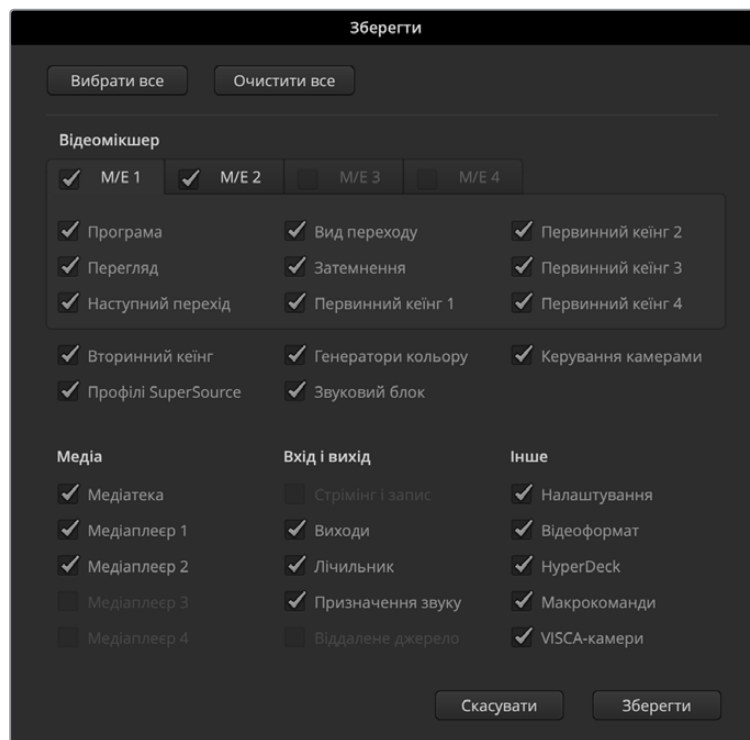 Зберегти
Вибрати все Очистити все
Відеомікшер
M/E 1 M/E 2 M/E 3 M/E 4
Програма Вид переходу Первинний кеїнг 2
Перегляд Затемнення Первинний кеїнг 3
Наступний перехід Первинний кеїнг 1 Первинний кеїнг 4
Вторинний кеїнг Генератори кольору Керування камерами
Профілі SuperSource Звуковий блок
Медіа Вхід і вихід Інше
Медіатека Стрімінг і запис Налаштування
Медіаплеєр 1 Виходи Відеоформат
Медіаплеєр 2 Лічильник HyperDeck
Медіаплеєр 3 Призначення звуку Макрокоманди
Медіаплеєр 4 Віддалене джерело VISCA-камери
Скасувати Зберегти